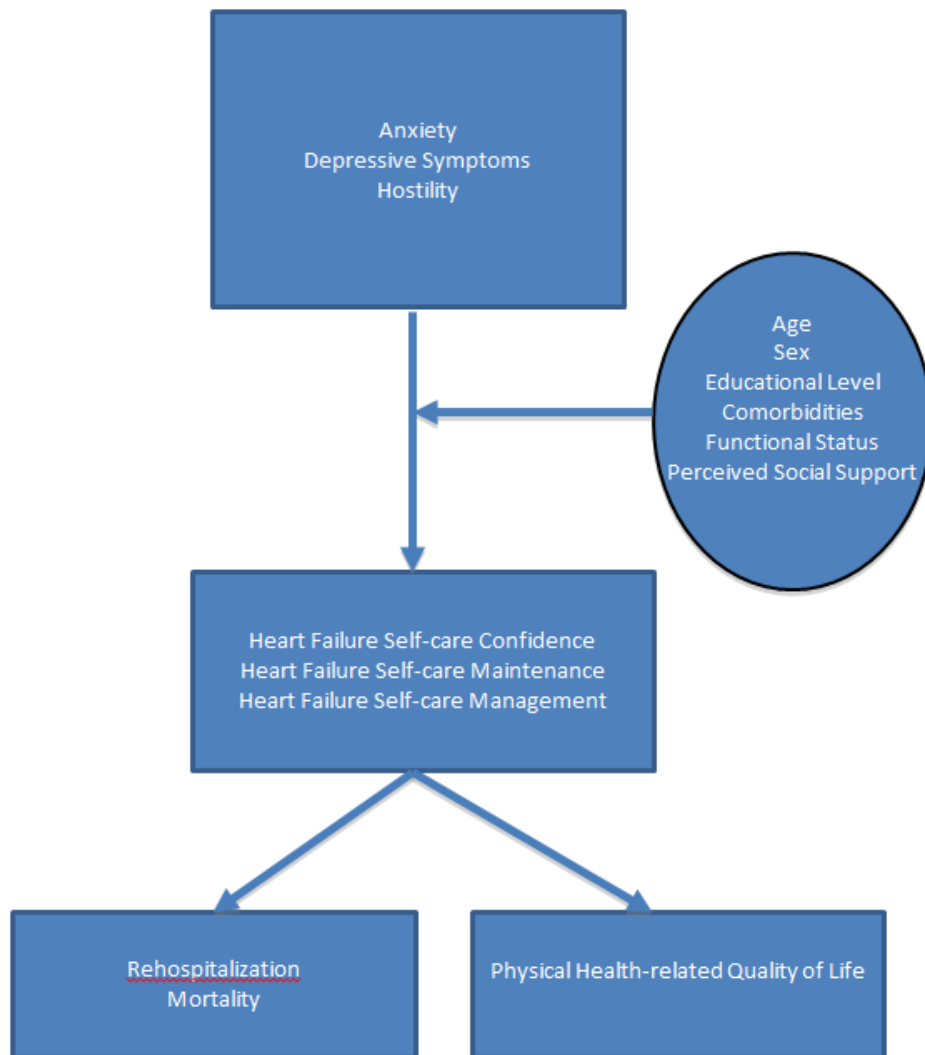 Anxiety
Depressive Symptoms
Hostility
Age
Sex
Educational Level
Comorbidities
Functional Status
Perceived Social Support
Heart Failure Self-care Confidence
Heart Failure Self-care Maintenance
Heart Failure Self-care Management
Rehospitalization
Mortality
Physical Health-related Quality of Life